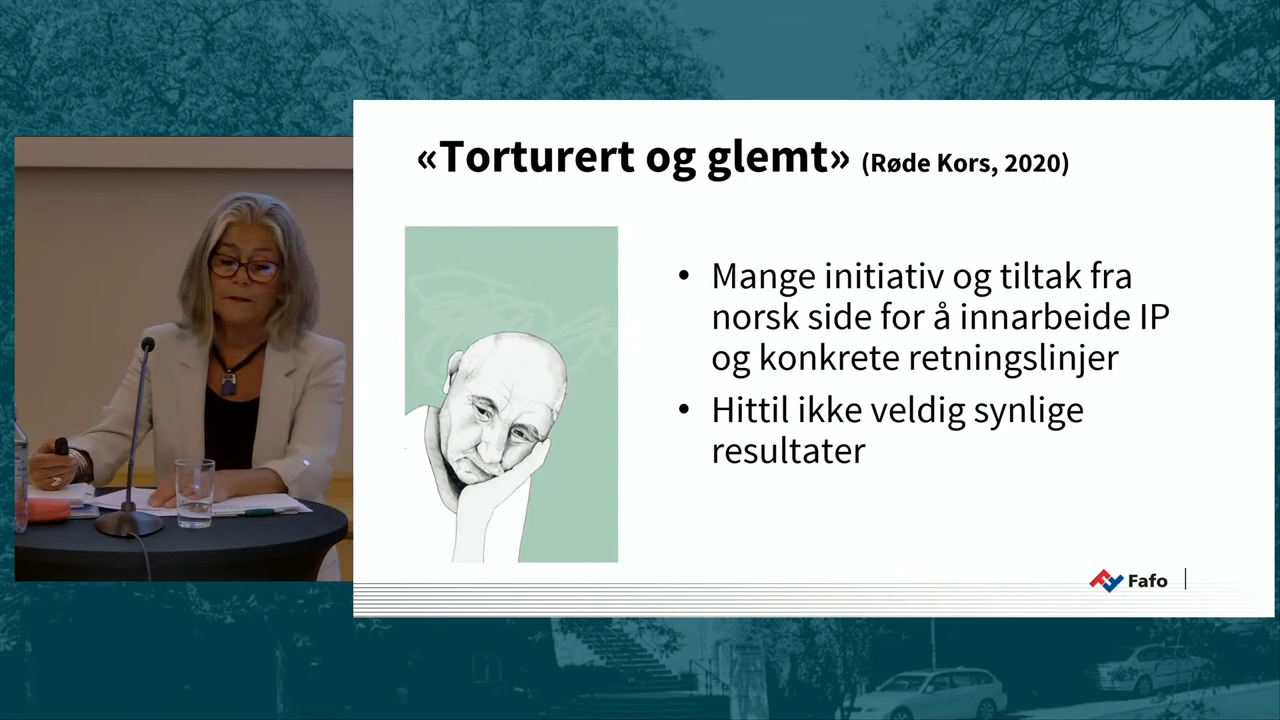 «Torturert og glemt» (Røde Kors, 2020)
• Mange initiativ og tiltak fra
norsk side for å innarbeide IP
og konkrete retningslinjer
• Hittil ikke veldig synlige
resultater
Fafo